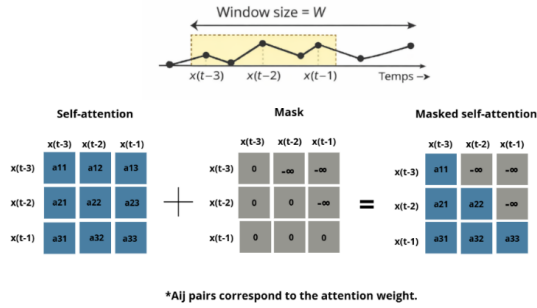 Window size = W
x(t−3) x(t−2) x(t−1) Temps
Self-attention Mask Masked self-attention
x(t-3) x(t-2) x(t-1) x(t-3) x(t-2) x(t-1) x(t-3) x(t-2) x(t-1)
x(t-3) a11 a12 a13 x(t-3) 0 -∞ -∞ x(t-3) a11 -∞ -∞
x(t-2) a21 a22 a23 + x(t-2) 0 0 -∞ = x(t-2) a21 a22 -∞
x(t-1) a31 a32 a33 x(t-1) 0 0 0 x(t-1) a31 a32 a33
*Aij pairs correspond to the attention weight.